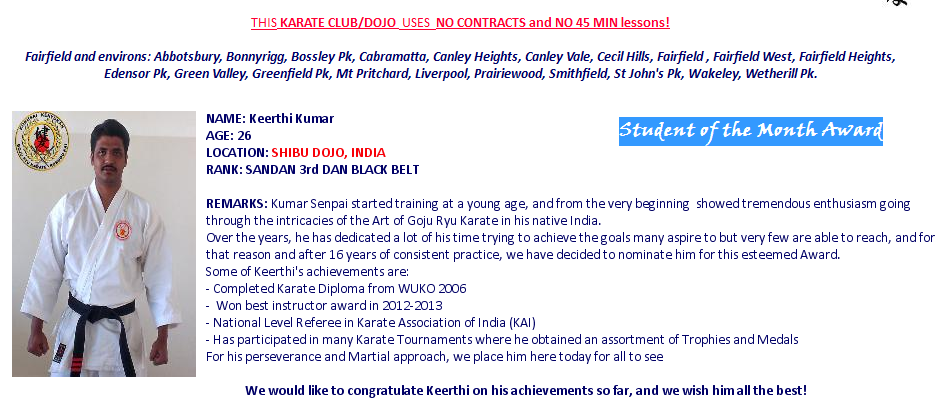 THIS KARATE CLUB/DOJO USES NO CONTRACTS and NO 45 MIN lessons!
Fairfield and environs: Abbotsbury, Bonnyrigg, Bossley Pk, Cabramatta, Canley Heights, Canley Vale, Cecil Hills, Fairfield , Fairfield West, Fairfield Heights,
Edensor Pk, Green Valley, Greenfield Pk, Mt Pritchard, Liverpool, Prairiewood, Smithfield, St John's Pk, Wakeley, Wetherill Pk.
NAME: Keerthi Kumar
Student of the Month Award
AGE: 26
LOCATION: SHIBU DOJO, INDIA
RANK: SANDAN 3rd DAN BLACK BELT
REMARKS: Kumar Senpai started training at a young age, and from the very beginning showed tremendous enthusiasm going
through the intricacies of the Art of Goju Ryu Karate in his native India.
Over the years, he has dedicated a lot of his time trying to achieve the goals many aspire to but very few are able to reach, and for
that reason and after 16 years of consistent practice, we have decided to nominate him for this esteemed Award.
Some of Keerthi's achievements are:
- Completed Karate Diploma from WUKO 2006
- Won best instructor award in 2012-2013
- National Level Referee in Karate Association of India (KAI)
- Has participated in many Karate Tournaments where he obtained an assortment of Trophies and Medals
For his perseverance and Martial approach, we place him here today for all to see
We would like to congratulate Keerthi on his achievements so far, and we wish him all the best!